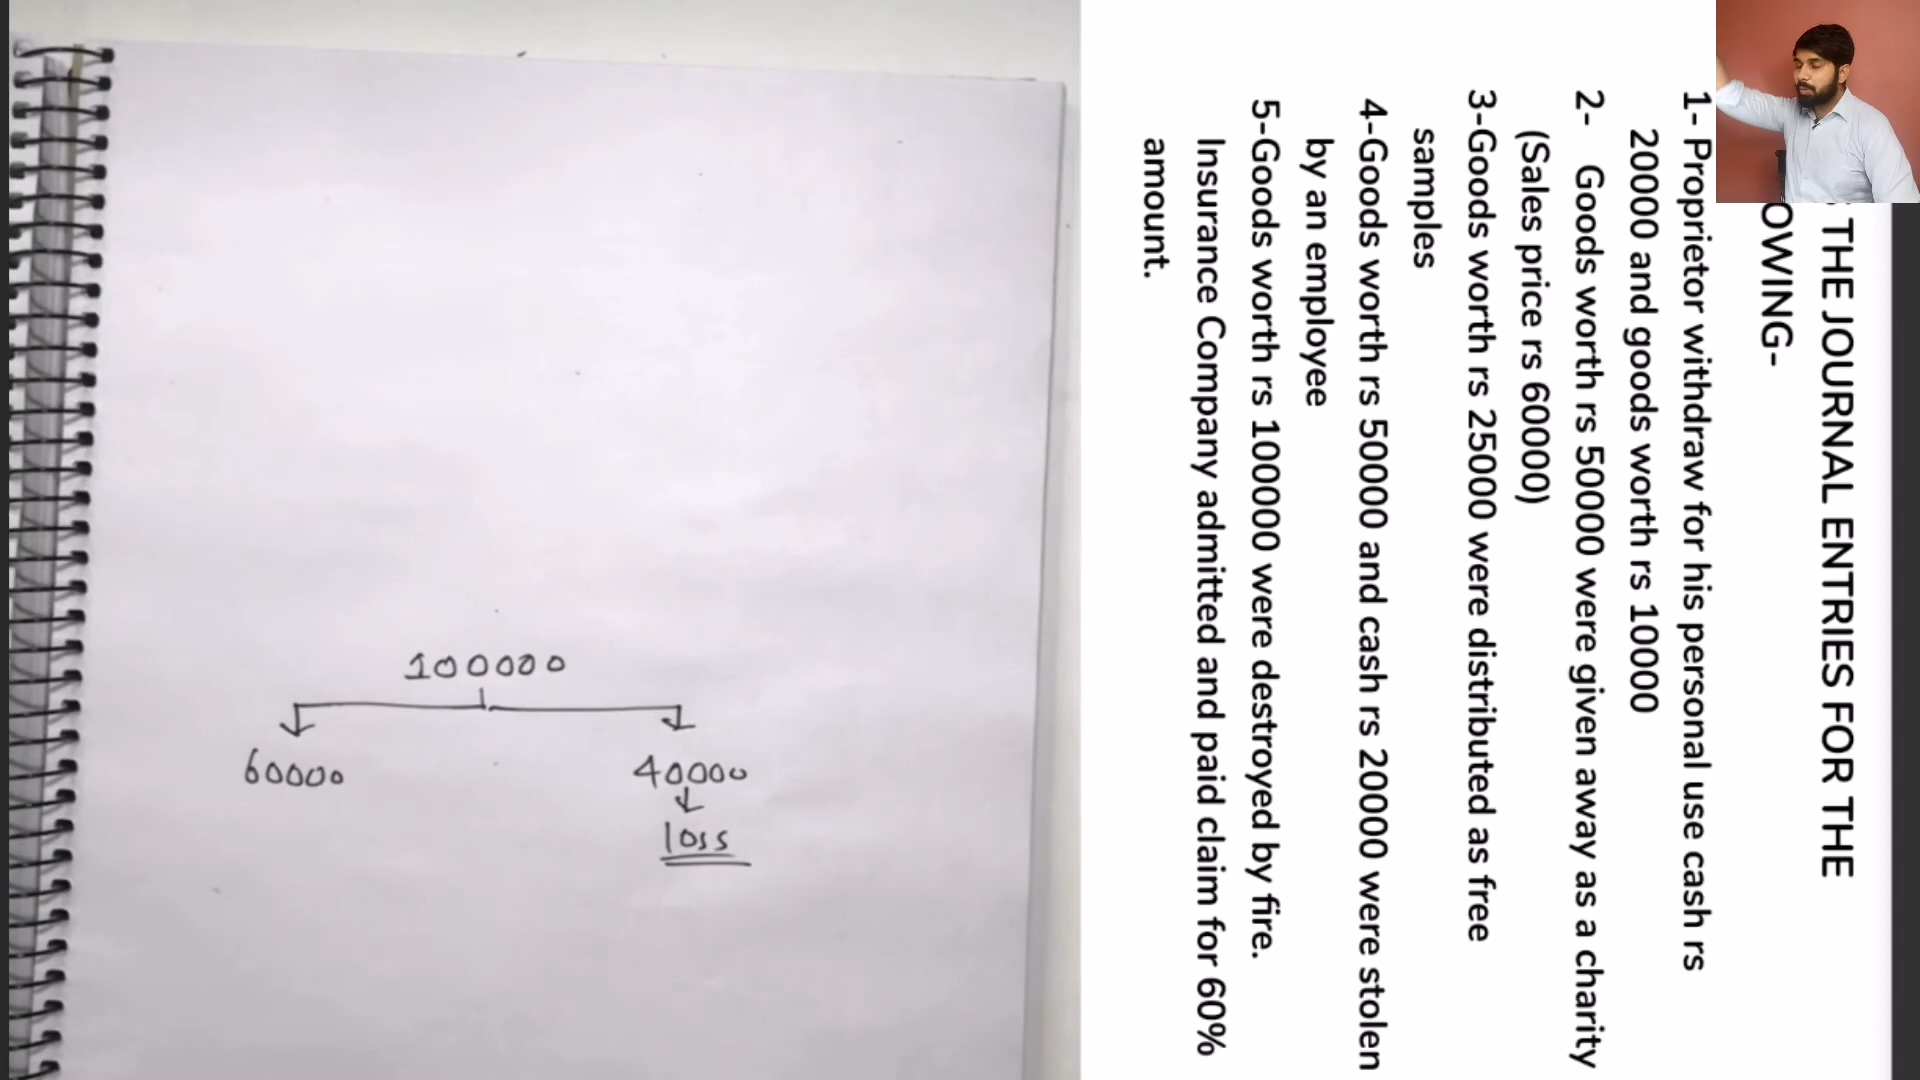 THE JOURNAL ENTRIES FOR THE
OWING-
1- Proprietor withdraw for his personal use cash rs
20000 and goods worth rs 10000
2- Goods worth rs 50000 were given away as a charity
(Sales price rs 60000)
3-Goods worth rs 25000 were distributed as free
samples
4-Goods worth rs 50000 and cash rs 20000 were stolen
by an employee
5-Goods worth rs 100000 were destroyed by fire.
Insurance Company admitted and paid claim for 60%
amount.
100000
60000
40000
loss